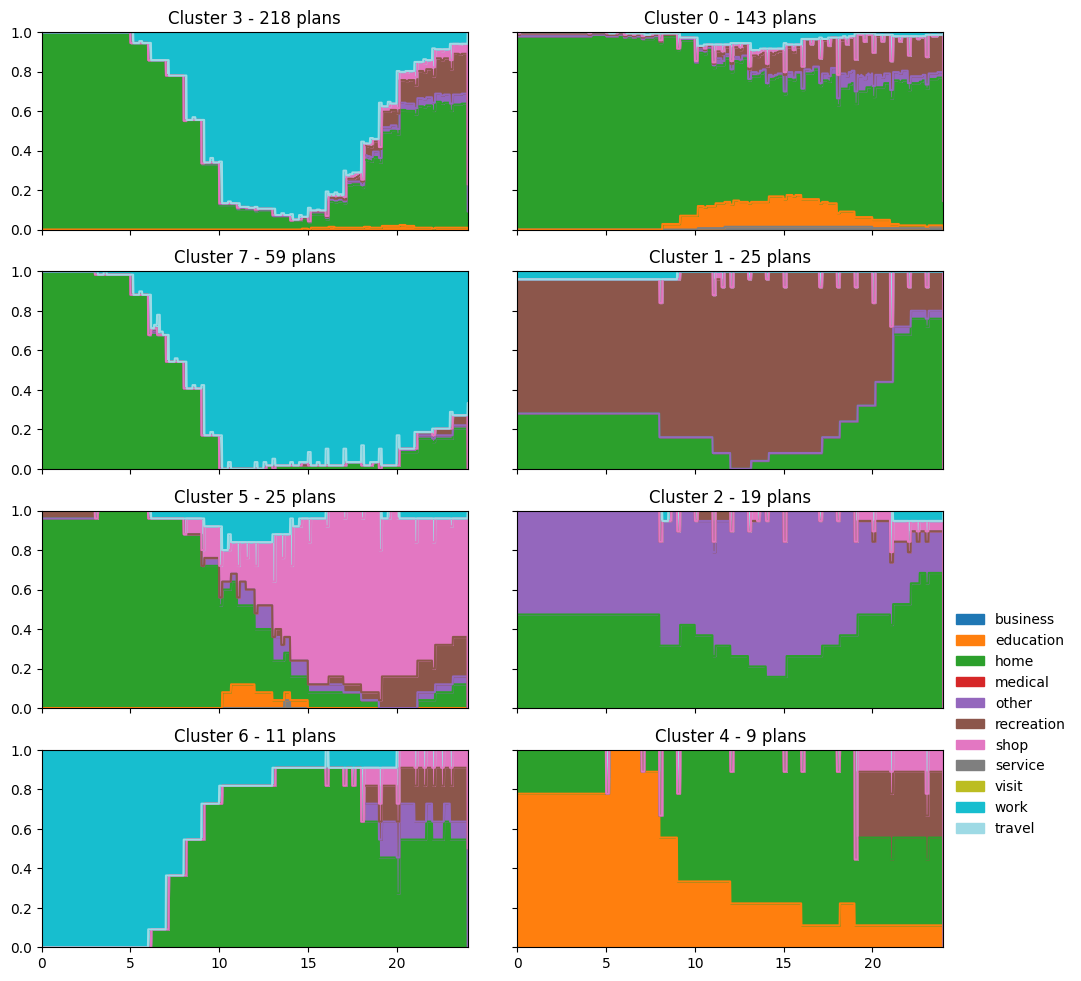 Cluster 3 - 218 plans
Cluster 0 - 143 plans
1.0
0.8
0.6
0.4
0.2
0.0
Cluster 7 - 59 plans
Cluster 1 - 25 plans
1.0
0.8
0.6
0.4
0.2
0.0
Cluster 5 - 25 plans
Cluster 2 - 19 plans
1.0
0.8
0.6
0.4
0.2
0.0
Cluster 6 - 11 plans
Cluster 4 - 9 plans
1.0
0.8
0.6
0.4
0.2
0.0
0 5 10 15 20
0 5 10 15 20
business
education
home
medical
other
recreation
shop
service
visit
work
travel